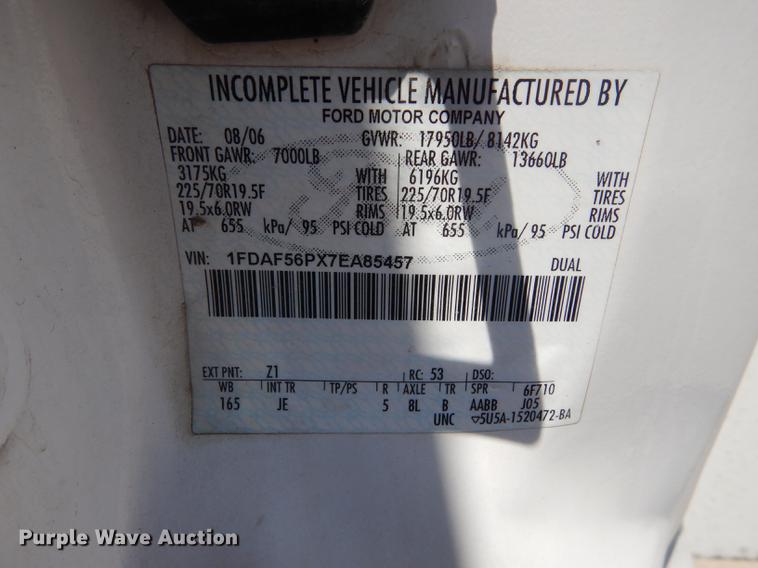 INCOMPLETE VEHICLE MANUFACTURED BY
FORD MOTOR COMPANY
DATE: 08/06 GVWR: 17950LB/ 8142KG
FRONT GAWR: 7000LB REAR GAWR: 13660LB
3175KG WITH 6196KG WITH
225/70R19.5F TIRES 225/70R19.5F TIRES
19.5x6.0RW RIMS 19.5x6.0RW RIMS
AT 655 kPa/ 95 PSI COLD AT 655 kPa/ 95 PSI COLD
VIN: 1FDAF56PX7EA85457 DUAL
EXT PNT: Z1 RC: 53 DSO:
WB INT TR TP/PS R AXLE TR SPR 6F710
165 JE 5 8L B AABB J05
UNC ▽5U5A-1520472-BA
Purple Wave Auction